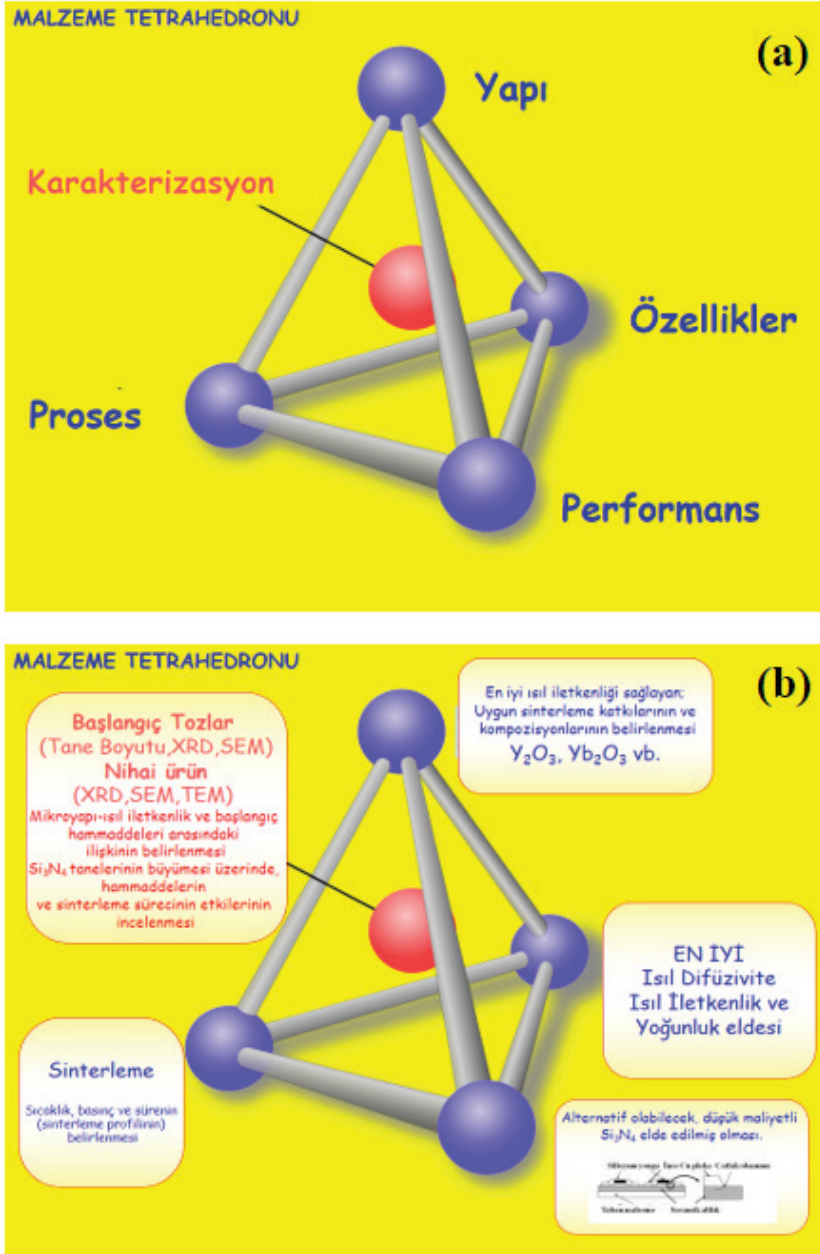 MALZEME TETRAHEDRONU
(a)
Yapı
Karakterizasyon
Özellikler
Proses
Performans
MALZEME TETRAHEDRONU
(b)
Başlangıç Tozlar
(Tane Boyutu,XRD,SEM)
Nihai ürün
(XRD,SEM,TEM)
Mikroyapı-ısıl iletkenlik ve başlangıç
hammaddeleri arasındaki
ilişkinin belirlenmesi
Si₃N₄ tanelerinin büyümesi üzerinde,
hammaddelerin
ve sinterleme sürecinin etkilerinin
incelenmesi
En iyi ısıl iletkenliği sağlayan;
Uygun sinterleme katkılarının ve
kompozisyonlarının belirlenmesi
Y₂O₃, Yb₂O₃ vb.
EN İYİ
Isıl Difüzivite
Isıl İletkenlik ve
Yoğunluk eldesi
Sinterleme
Sıcaklık, basınç ve sürenin
(sinterleme profilinin)
belirlenmesi
Alternatif olabilecek, düşük maliyetli
Si₃N₄ elde edilmiş olması.